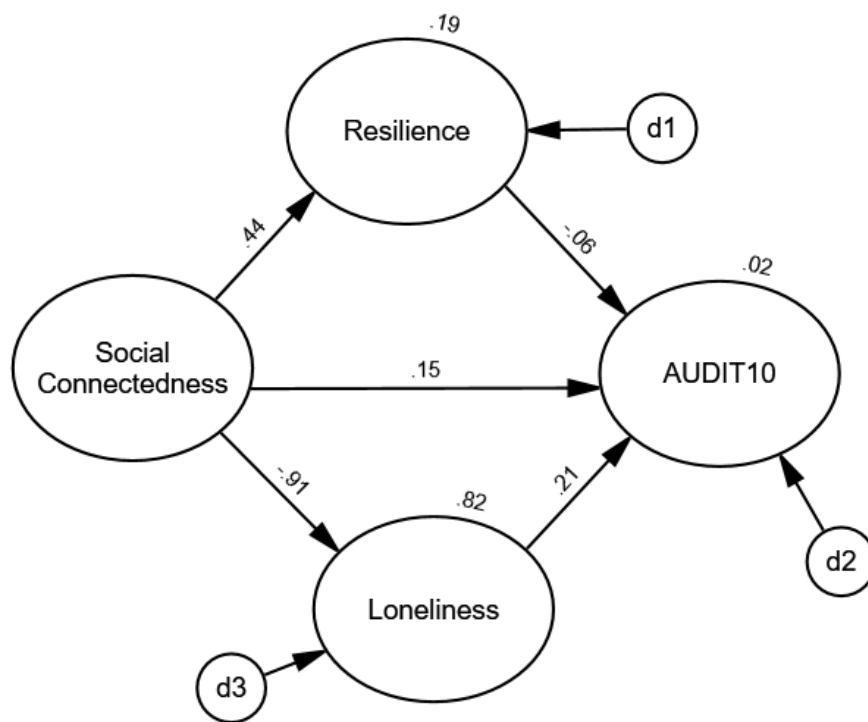 .19
Resilience
d1
.44
-.06
.02
Social
Connectedness
.15
AUDIT10
-.91
.82
.21
Loneliness
d2
d3